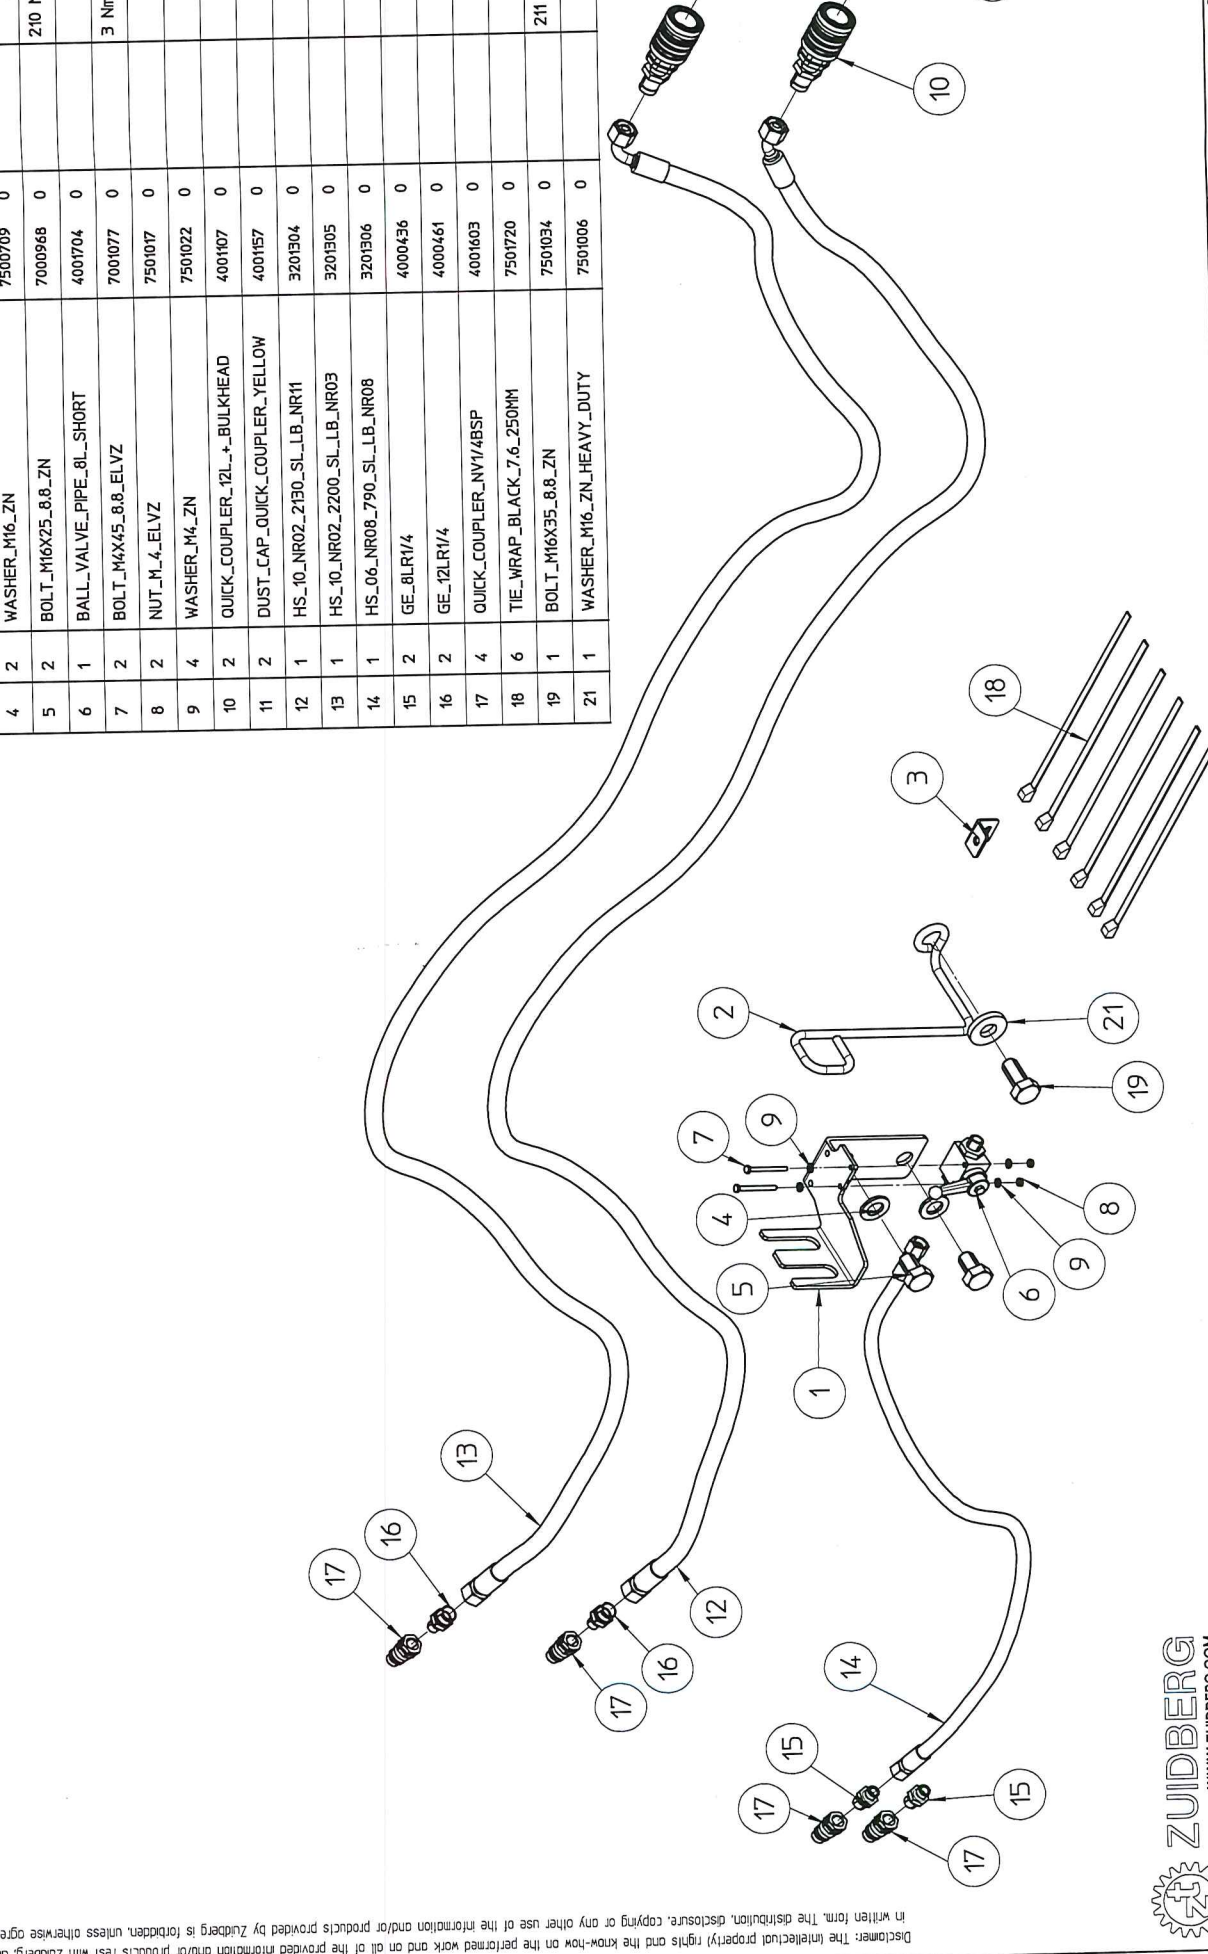 4 2 WASHER_M16_ZN 7500709 0
5 2 BOLT_M16X25_8.8_ZN 7000968 0 210
6 1 BALL_VALVE_PIPE_8L_SHORT 4001704 0
7 2 BOLT_M4X45_8.8_ELVZ 7001077 0 3 Nm
8 2 NUT_M_4_ELVZ 7501017 0
9 4 WASHER_M4_ZN 7501022 0
10 2 QUICK_COUPLER_12L_+_BULKHEAD 4001107 0
11 2 DUST_CAP_QUICK_COUPLER_YELLOW 4001157 0
12 1 HS_10_NR02_2130_SL_LB_NR11 3201304 0
13 1 HS_10_NR02_2200_SL_LB_NR03 3201305 0
14 1 HS_06_NR08_790_SL_LB_NR08 3201306 0
15 2 GE_8LR1/4 4000436 0
16 2 GE_12LR1/4 4000461 0
17 4 QUICK_COUPLER_NV1/4BSP 4001603 0
18 6 TIE_WRAP_BLACK_7.6_250MM 7501720 0
19 1 BOLT_M16X35_8.8_ZN 7501034 0 211
21 1 WASHER_M16_ZN_HEAVY_DUTY 7501006 0
10
18
3
2
21
19
7
9
4
5
1
8
9
6
13
16
17
12
16
17
14
15
17
15
17
ZUIDBERG
WWW.ZUIDBERG.COM
Disclaimer: The (intellectual property) rights and the know-how on the performed work and on all of the provided information and/or products rest with Zuidberg,
in written form. The distribution, disclosure, copying or any other use of the information and/or products provided by Zuidberg is forbidden, unless otherwise